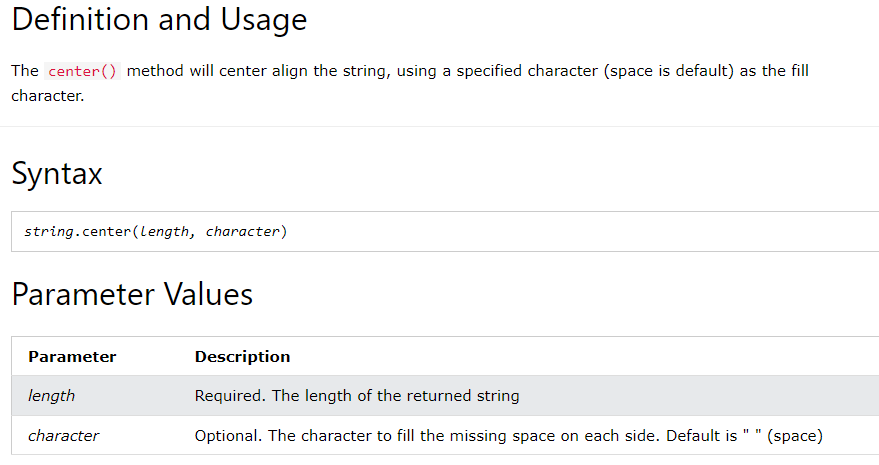 Definition and Usage
The center() method will center align the string, using a specified character (space is default) as the fill
character.
Syntax
string.center(length, character)
Parameter Values
Parameter Description
length Required. The length of the returned string
character Optional. The character to fill the missing space on each side. Default is " " (space)